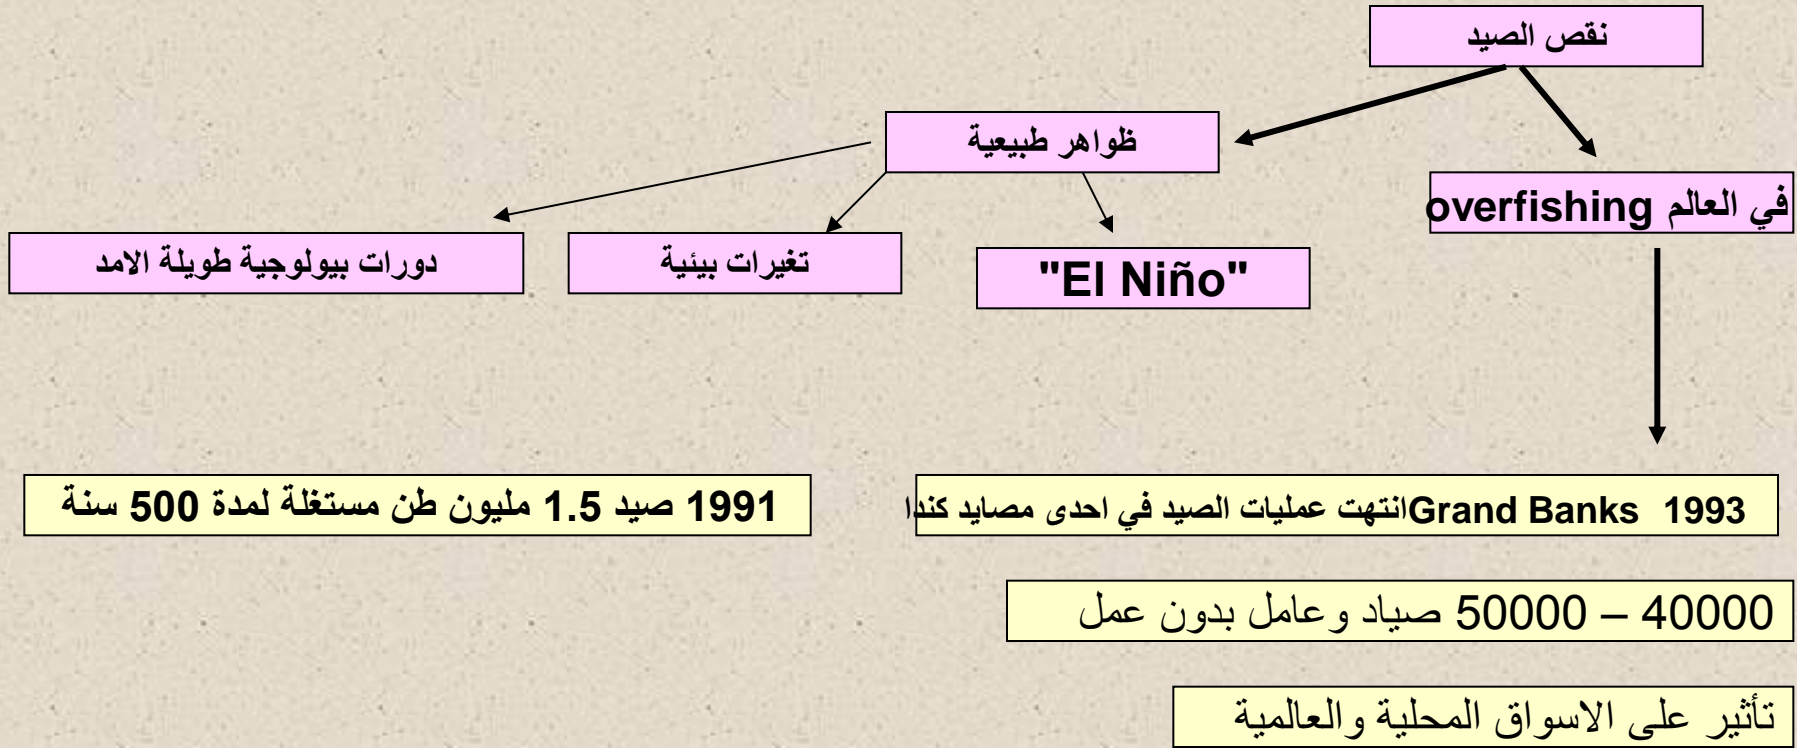 نقص الصيد
ظواهر طبيعية
overfishing في العالم
"El Niño"
تغيرات بيئية
دورات بيولوجية طويلة الامد
1993 Grand Banks انتهت عمليات الصيد في احدى مصايد كندا
1991 صيد 1.5 مليون طن مستغلة لمدة 500 سنة
40000 – 50000 صياد وعامل بدون عمل
تأثير على الاسواق المحلية والعالمية